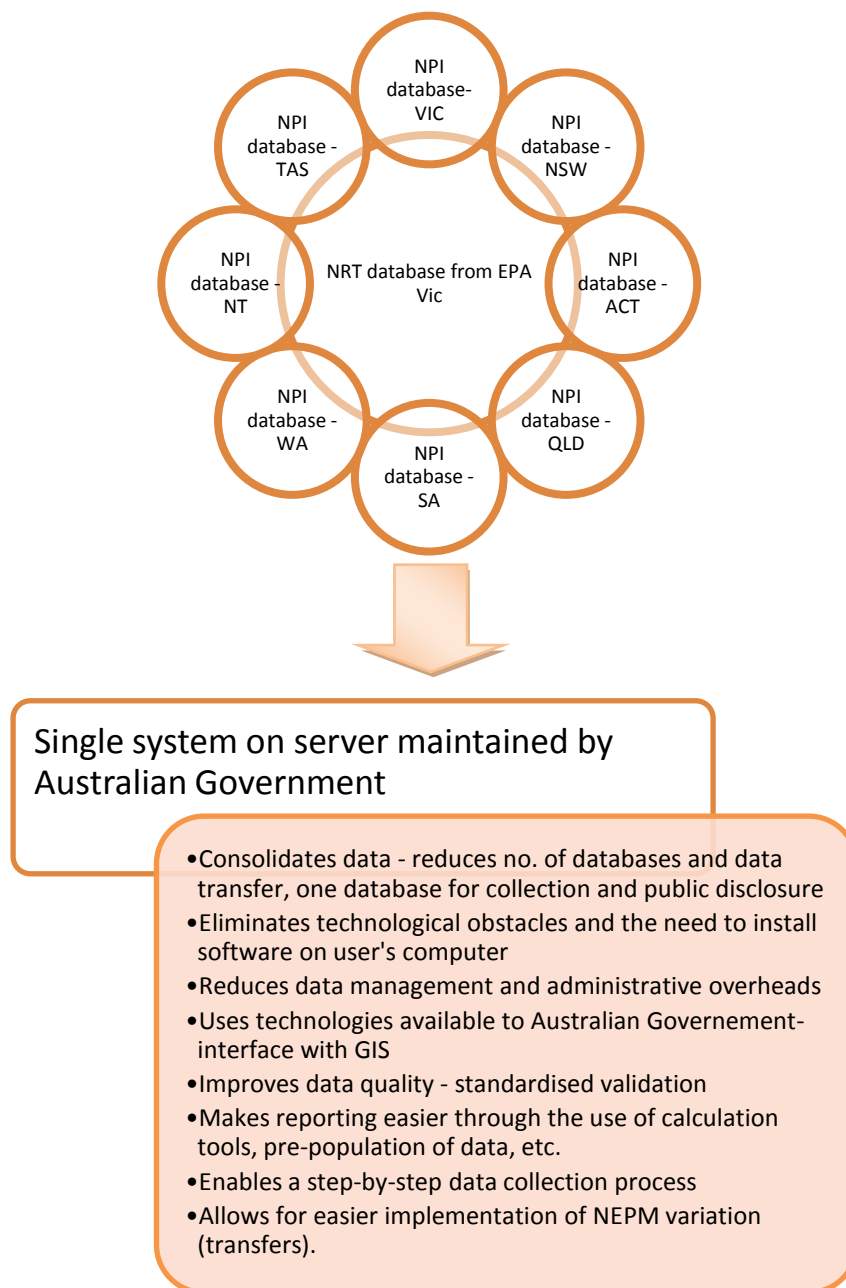 NPI
database-
VIC
NPI
database -
NSW
NPI
database -
ACT
NPI
database -
QLD
NPI
database -
SA
NPI
database -
WA
NPI
database -
NT
NPI
database -
TAS
NRT database from EPA
Vic
Single system on server maintained by
Australian Government
•Consolidates data - reduces no. of databases and data
transfer, one database for collection and public disclosure
•Eliminates technological obstacles and the need to install
software on user's computer
•Reduces data management and administrative overheads
•Uses technologies available to Australian Governement-
interface with GIS
•Improves data quality - standardised validation
•Makes reporting easier through the use of calculation
tools, pre-population of data, etc.
•Enables a step-by-step data collection process
•Allows for easier implementation of NEPM variation
(transfers).